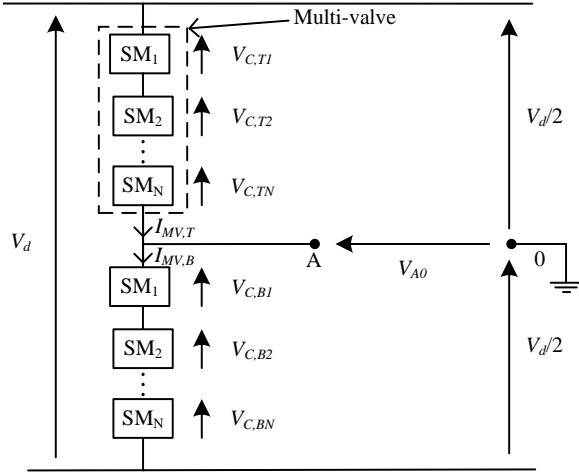 Multi-valve
SM1
VC,T1
SM2
VC,T2
Vd/2
SMN
VC,TN
IMV,T
Vd
A
VA0
0
IMV,B
SM1
VC,B1
SM2
VC,B2
Vd/2
SMN
VC,BN